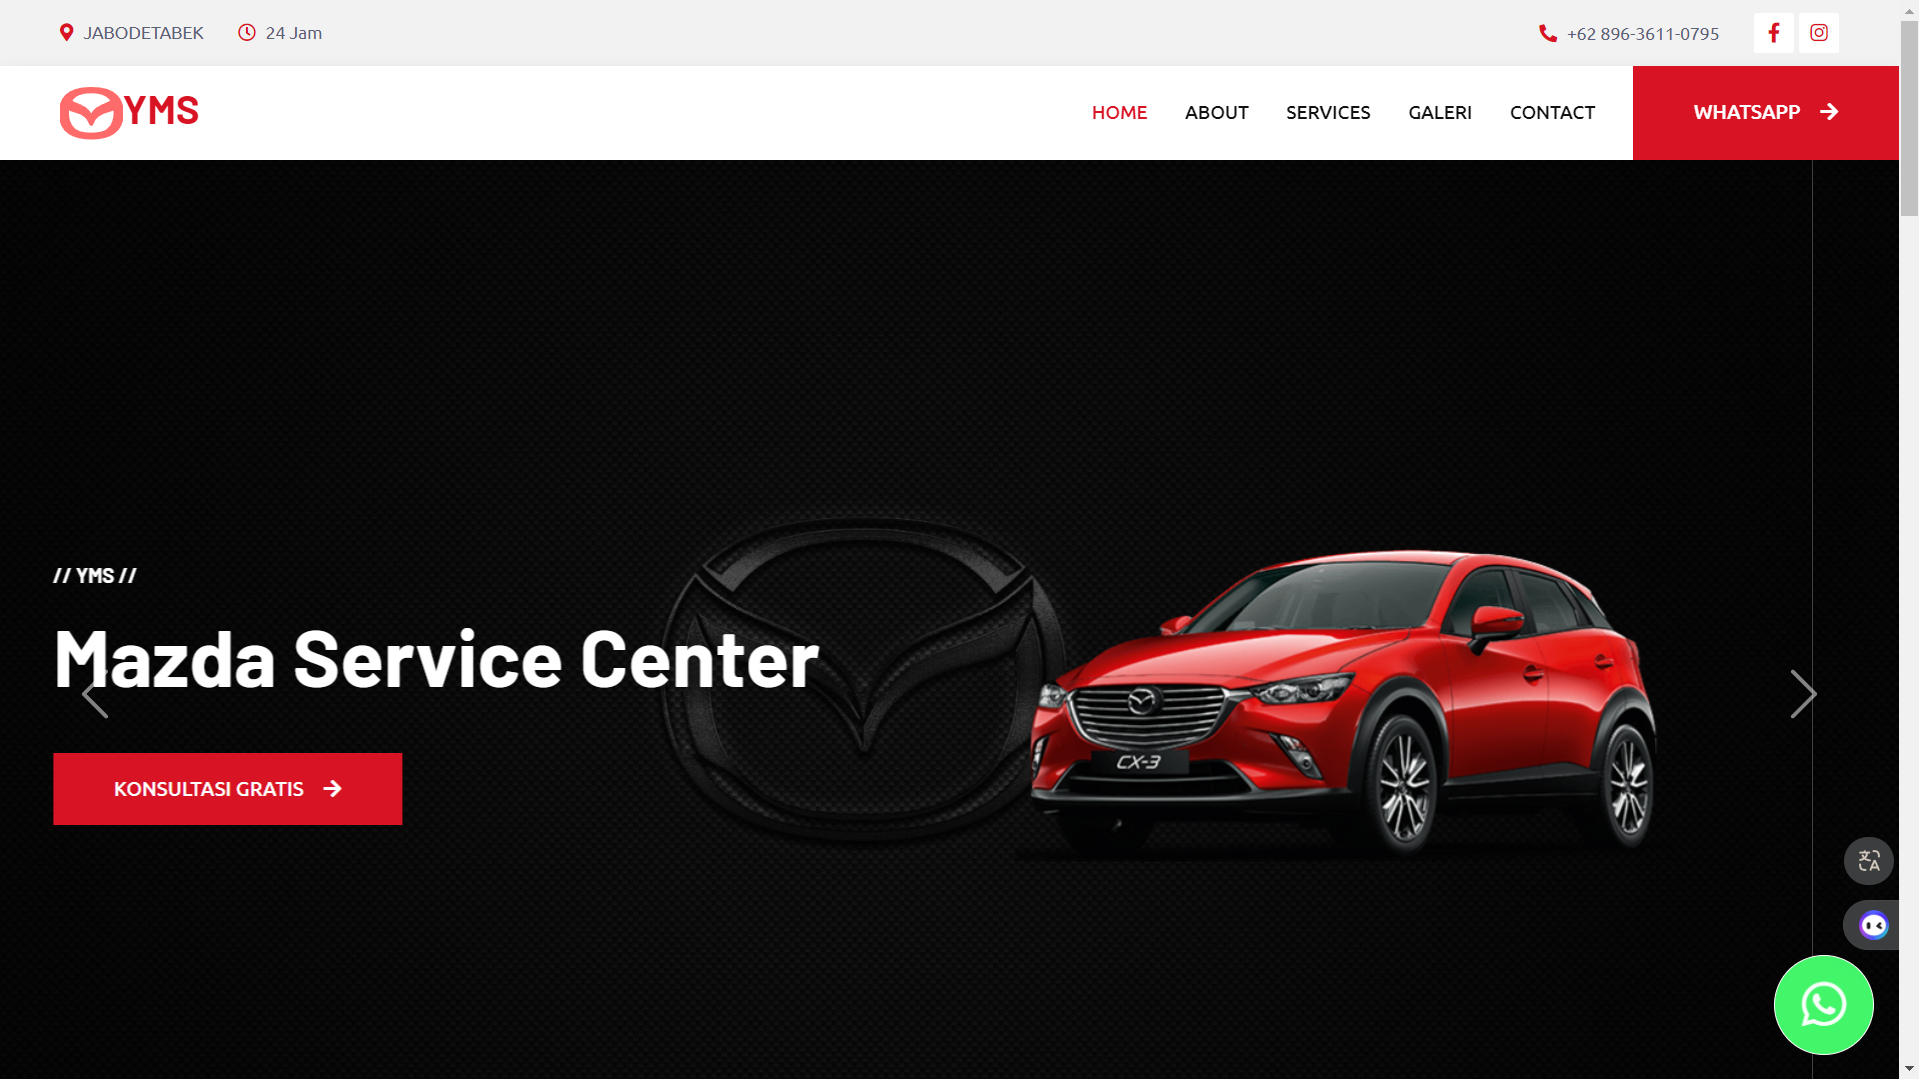 JABODETABEK
24 Jam
+62 896-3611-0795
YMS
HOME
ABOUT
SERVICES
GALERI
CONTACT
WHATSAPP
// YMS //
Mazda Service Center
KONSULTASI GRATIS
CX-3